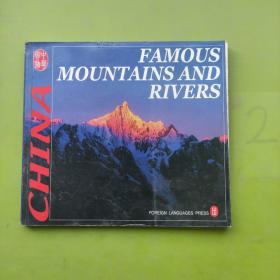 FAMOUS
MOUNTAINS AND
RIVERS
CHINA
FOREIGN LANGUAGES PRESS